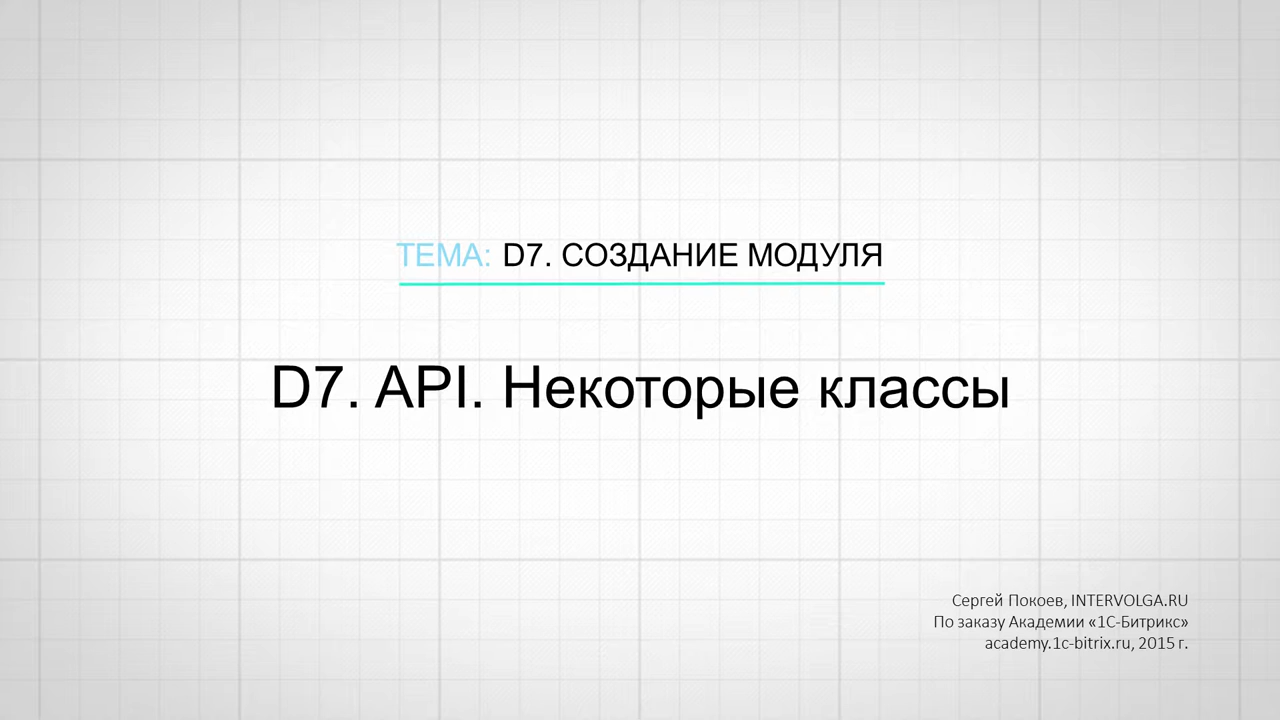 ТЕМА: D7. СОЗДАНИЕ МОДУЛЯ
D7. API. Некоторые классы
Сергей Покоев, INTERVOLGA.RU
По заказу Академии «1С-Битрикс»
academy.1c-bitrix.ru, 2015 г.